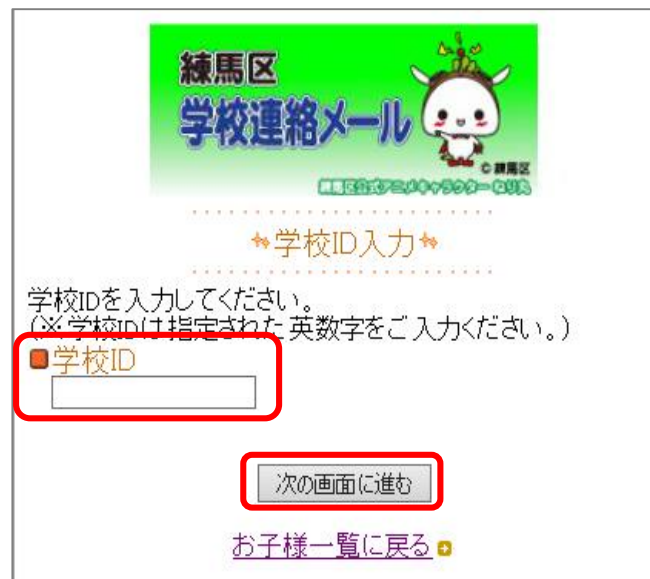 練馬区
学校連絡メール
© 練馬区
練馬区公式アニメキャラクター ねり丸
学校ID入力
学校IDを入力してください。
(※学校IDは指定された英数字をご入力ください。)
学校ID
次の画面に進む
お子様一覧に戻る